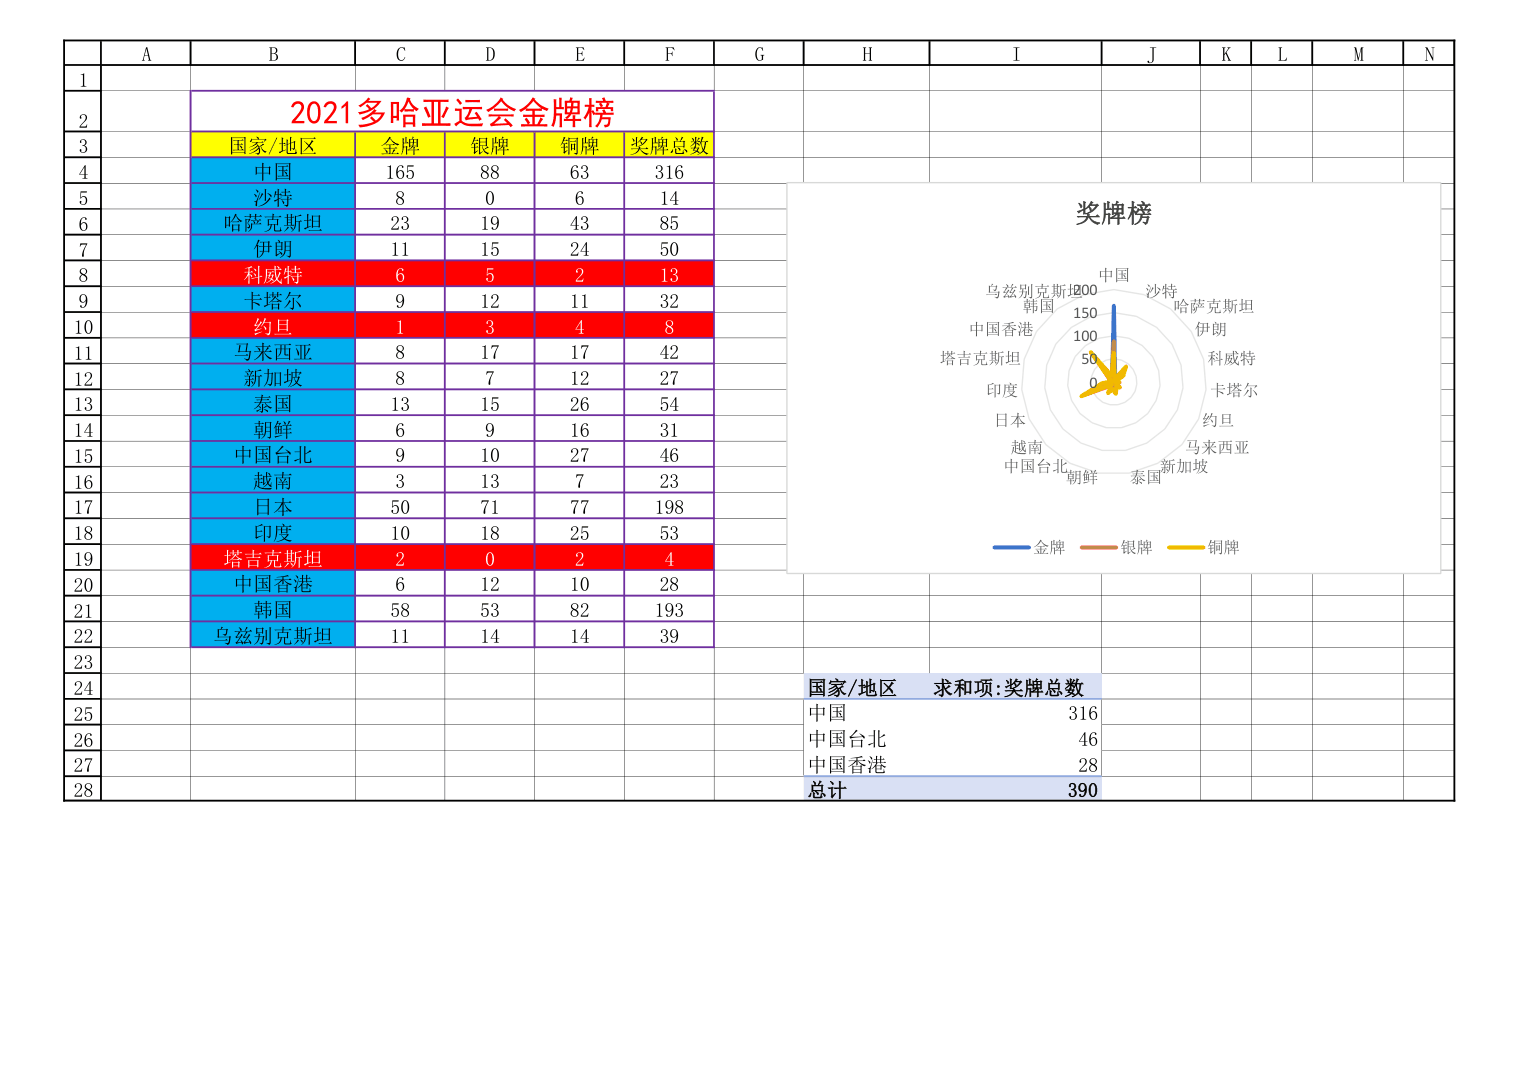 A B C D E F G H I J K L M N
1
2 2021多哈亚运会金牌榜
3 国家/地区 金牌 银牌 铜牌 奖牌总数
4 中国 165 88 63 316
5 沙特 8 0 6 14
6 哈萨克斯坦 23 19 43 85
7 伊朗 11 15 24 50
8 科威特 6 5 2 13
9 卡塔尔 9 12 11 32
10 约旦 1 3 4 8
11 马来西亚 8 17 17 42
12 新加坡 8 7 12 27
13 泰国 13 15 26 54
14 朝鲜 6 9 16 31
15 中国台北 9 10 27 46
16 越南 3 13 7 23
17 日本 50 71 77 198
18 印度 10 18 25 53
19 塔吉克斯坦 2 0 2 4
20 中国香港 6 12 10 28
21 韩国 58 53 82 193
22 乌兹别克斯坦 11 14 14 39
23
24
25
26
27
28
奖牌榜
中国
乌兹别克斯坦 200 沙特
韩国 150 哈萨克斯坦
中国香港 100 伊朗
塔吉克斯坦 50 科威特
印度 0 卡塔尔
日本 约旦
越南 马来西亚
中国台北 新加坡
朝鲜 泰国
金牌 银牌 铜牌
国家/地区 求和项:奖牌总数
中国 316
中国台北 46
中国香港 28
总计 390